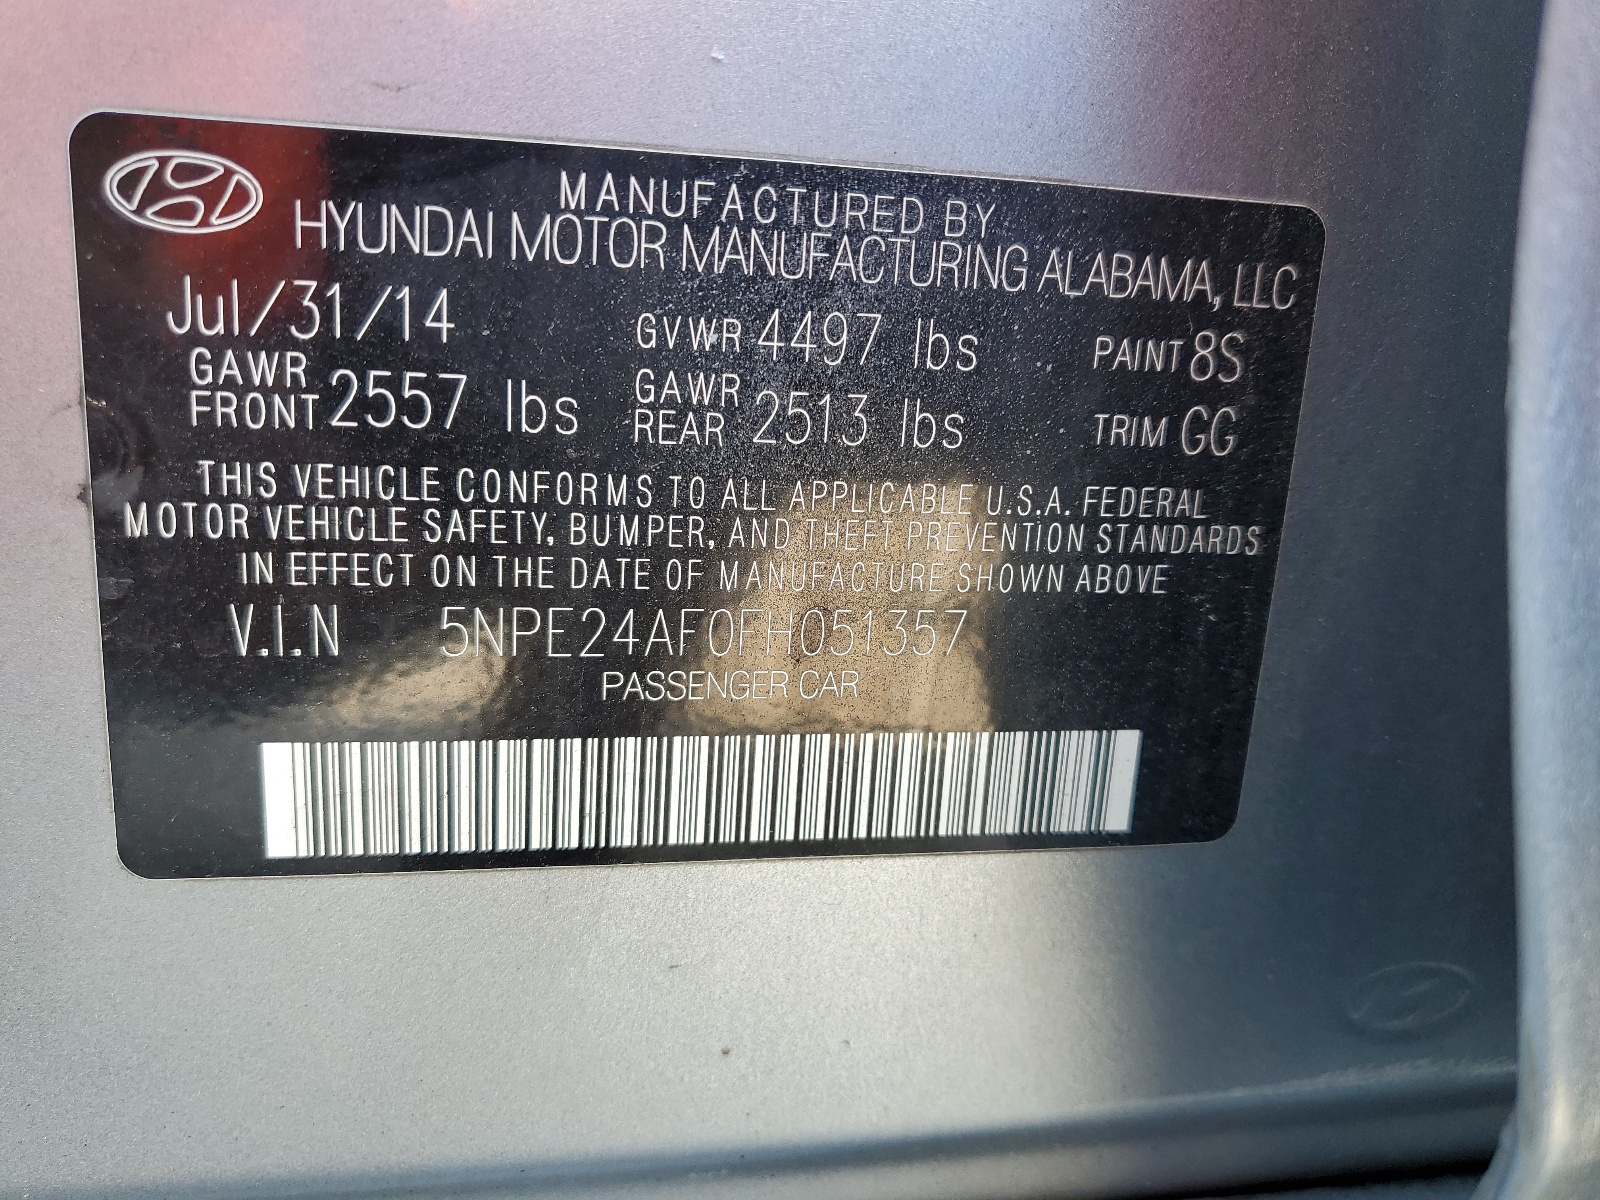 MANUFACTURED BY
HYUNDAI MOTOR MANUFACTURING ALABAMA, LLC
Jul/31/14 GVWR 4497 lbs PAINT 8S
GAWR FRONT 2557 lbs GAWR REAR 2513 lbs TRIM GG
THIS VEHICLE CONFORMS TO ALL APPLICABLE U.S.A. FEDERAL
MOTOR VEHICLE SAFETY, BUMPER, AND THEFT PREVENTION STANDARDS
IN EFFECT ON THE DATE OF MANUFACTURE SHOWN ABOVE
V.I.N 5NPE24AF0FH051357
PASSENGER CAR